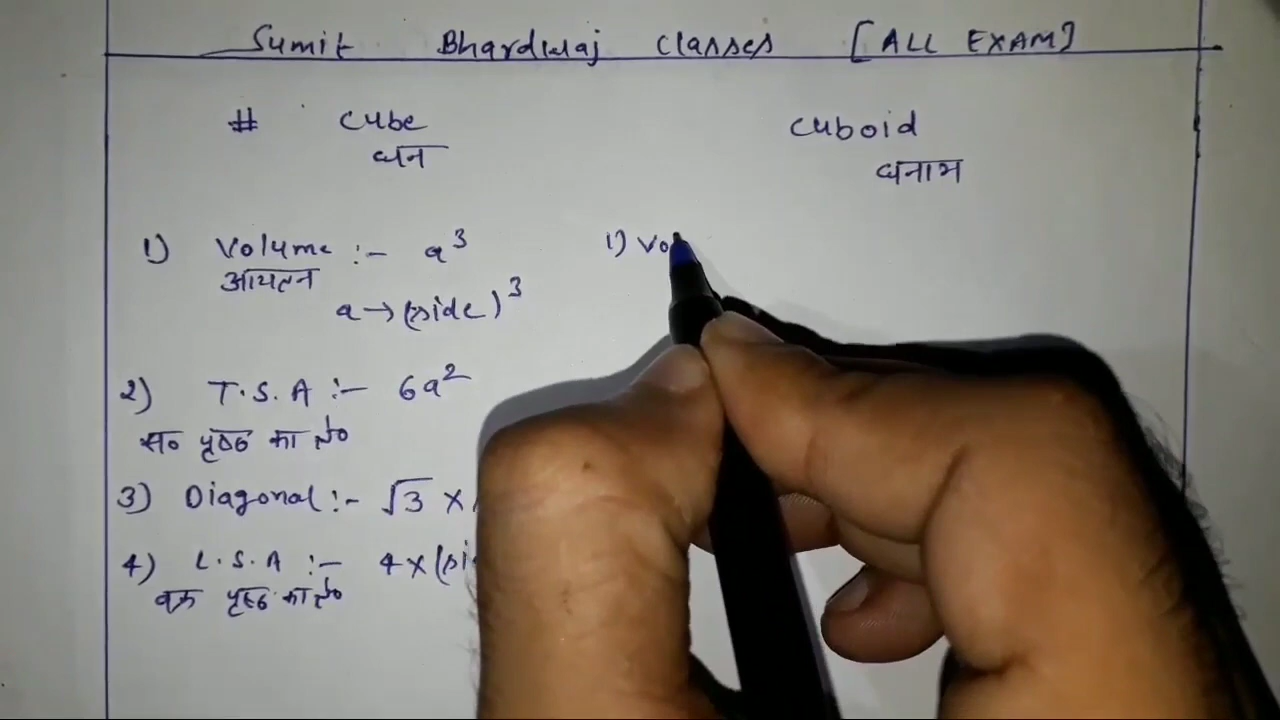 Sumit Bhardwaj Classes [ALL EXAM]
# Cube
घन
Cuboid
घनाभ
1) Volume :- a³
आयतन
a → (side)³
2) T.S.A :- 6a²
स० पृष्ठ का क्षे०
3) Diagonal :- √3 ×
4) L.S.A :- 4×(si
वक्र पृष्ठ का क्षे०
1) Vo